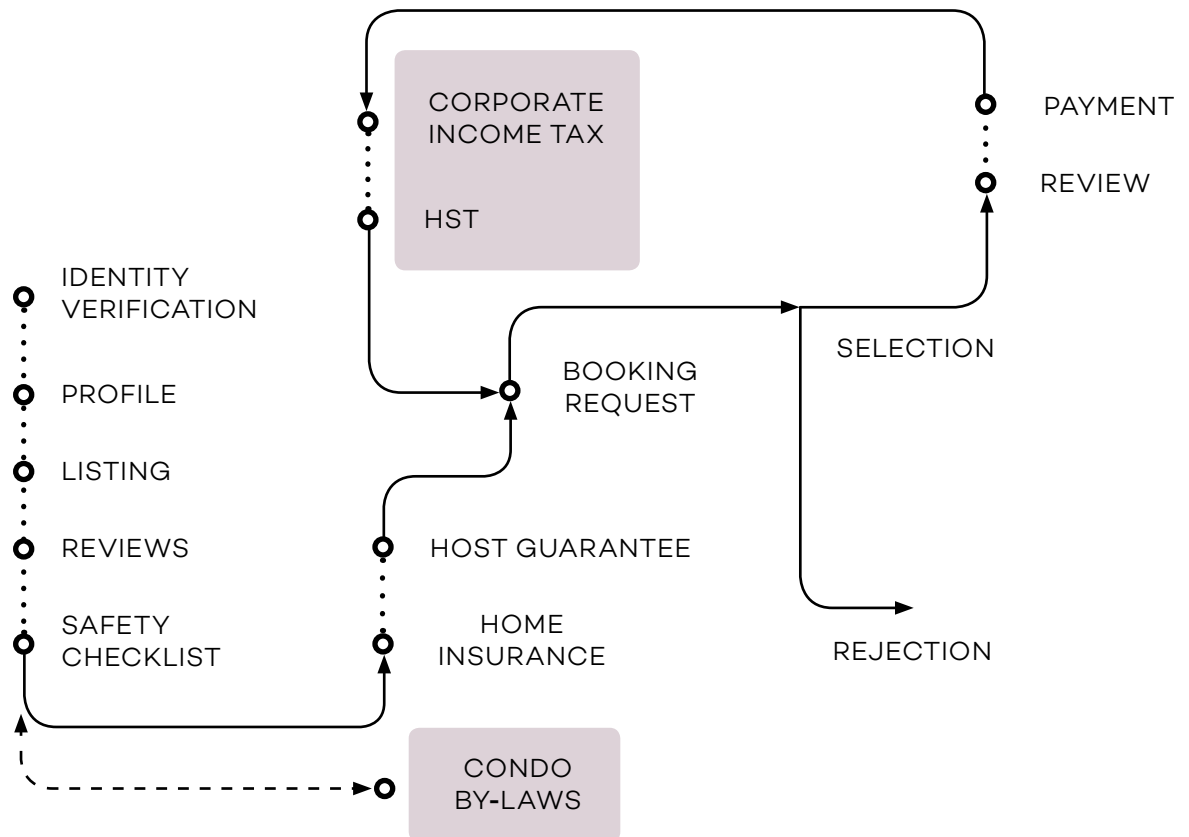 CORPORATE
INCOME TAX
HST
PAYMENT
REVIEW
IDENTITY
VERIFICATION
PROFILE
LISTING
REVIEWS
SAFETY
CHECKLIST
BOOKING
REQUEST
SELECTION
HOST GUARANTEE
HOME
INSURANCE
REJECTION
CONDO
BY-LAWS